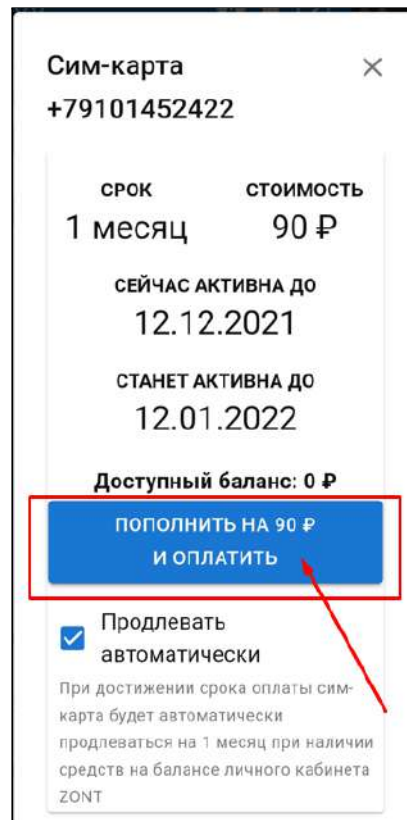 Сим-карта
+79101452422
СРОК СТОИМОСТЬ
1 месяц 90 ₽
СЕЙЧАС АКТИВНА ДО
12.12.2021
СТАНЕТ АКТИВНА ДО
12.01.2022
Доступный баланс: 0 ₽
ПОПОЛНИТЬ НА 90 ₽
И ОПЛАТИТЬ
Продлевать
автоматически
При достижении срока оплаты сим-
карта будет автоматически
продлеваться на 1 месяц при наличии
средств на балансе личного кабинета
ZONT